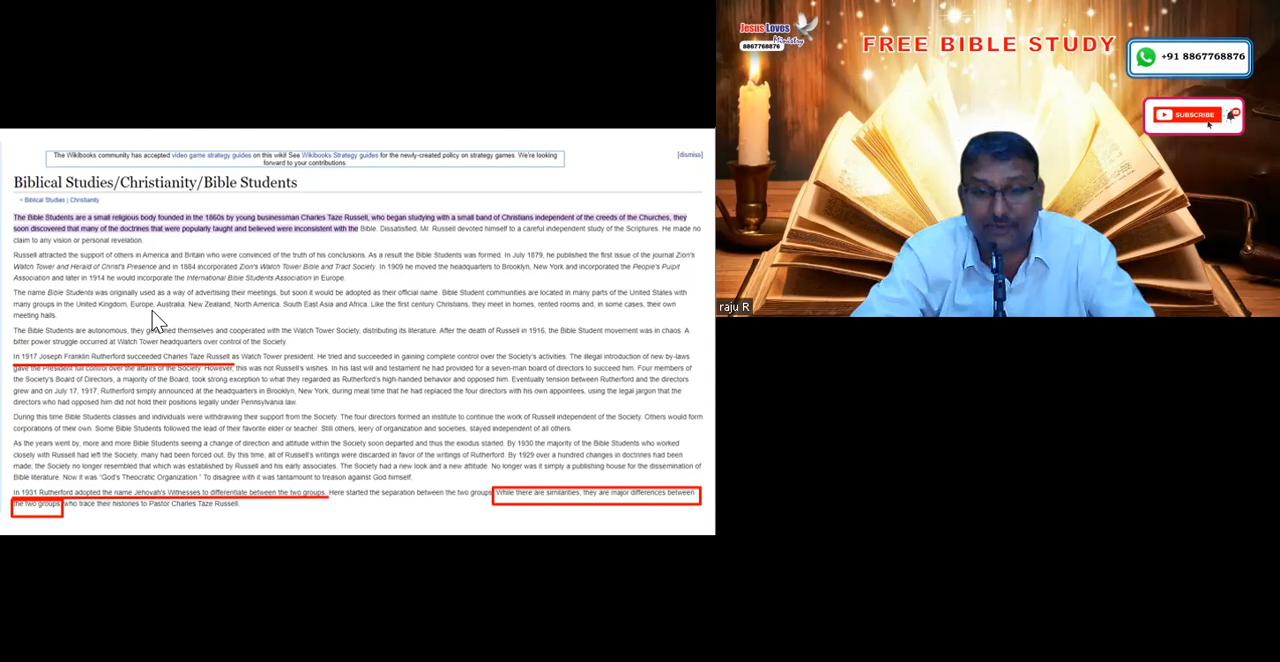 The Wikibooks community has accepted video game strategy guides on this wiki! See Wikibooks Strategy guides for the newly-created policy on strategy games. We're looking
forward to your contributions.
[dismiss]
Biblical Studies/Christianity/Bible Students
< Biblical Studies | Christianity
The Bible Students are a small religious body founded in the 1860s by young businessman Charles Taze Russell, who began studying with a small band of Christians independent of the creeds of the Churches, they
soon discovered that many of the doctrines that were popularly taught and believed were inconsistent with the Bible. Dissatisfied, Mr. Russell devoted himself to a careful independent study of the Scriptures. He made no
claim to any vision or personal revelation.
Russell attracted the support of others in America and Britain who were convinced of the truth of his conclusions. As a result the Bible Students was formed. In July 1879, he published the first issue of the journal Zion's
Watch Tower and Herald of Christ's Presence and in 1884 incorporated Zion's Watch Tower Bible and Tract Society. In 1909 he moved the headquarters to Brooklyn, New York and incorporated the People's Pulpit
Association and later in 1914 he would incorporate the International Bible Students Association in Europe.
The name Bible Students was originally used as a way of advertising their meetings, but soon it would be adopted as their official name. Bible Student communities are located in many parts of the United States with
many groups in the United Kingdom, Europe, Australia, New Zealand, North America, South East Asia and Africa. Like the first century Christians, they meet in homes, rented rooms and, in some cases, their own
meeting halls.
The Bible Students are autonomous, they themselves and cooperated with the Watch Tower Society, distributing its literature. After the death of Russell in 1916, the Bible Student movement was in chaos. A
bitter power struggle occurred at Watch Tower headquarters over control of the Society.
In 1917 Joseph Franklin Rutherford succeeded Charles Taze Russell as Watch Tower president. He tried and succeeded in gaining complete control over the Society's activities. The illegal introduction of new by-laws
gave the President full control over the affairs of the Society. However, this was not Russell's wishes. In his last will and testament he had provided for a seven-man board of directors to succeed him. Four members of
the Society's Board of Directors, a majority of the Board, took strong exception to what they regarded as Rutherford's high-handed behavior and opposed him. Eventually tension between Rutherford and the directors
grew and on July 17, 1917, Rutherford simply announced at the headquarters in Brooklyn, New York, during meal time that he had replaced the four directors with his own appointees, using the legal jargon that the
directors who had opposed him did not hold their positions legally under Pennsylvania law.
During this time Bible Students classes and individuals were withdrawing their support from the Society. The four directors formed an institute to continue the work of Russell independent of the Society. Others would form
corporations of their own. Some Bible Students followed the lead of their favorite elder or teacher. Still others, leery of organization and societies, stayed independent of all others.
As the years went by, more and more Bible Students seeing a change of direction and attitude within the Society soon departed and thus the exodus started. By 1930 the majority of the Bible Students who worked
closely with Russell had left the Society, many had been forced out. By this time, all of Russell's writings were discarded in favor of the writings of Rutherford. By 1929 over a hundred changes in doctrines had been
made, the Society no longer resembled that which was established by Russell and his early associates. The Society had a new look and a new attitude. No longer was it simply a publishing house for the dissemination of
Bible literature. Now it was "God's Theocratic Organization." To disagree with it was tantamount to treason against God himself.
In 1931 Rutherford adopted the name Jehovah's Witnesses to differentiate between the two groups. Here started the separation between the two groups. While there are similarities, they are major differences between
the two groups, who trace their histories to Pastor Charles Taze Russell.
Jesus Loves
Ministry
8867768876
FREE BIBLE STUDY
+91 8867768876
SUBSCRIBE
raju R